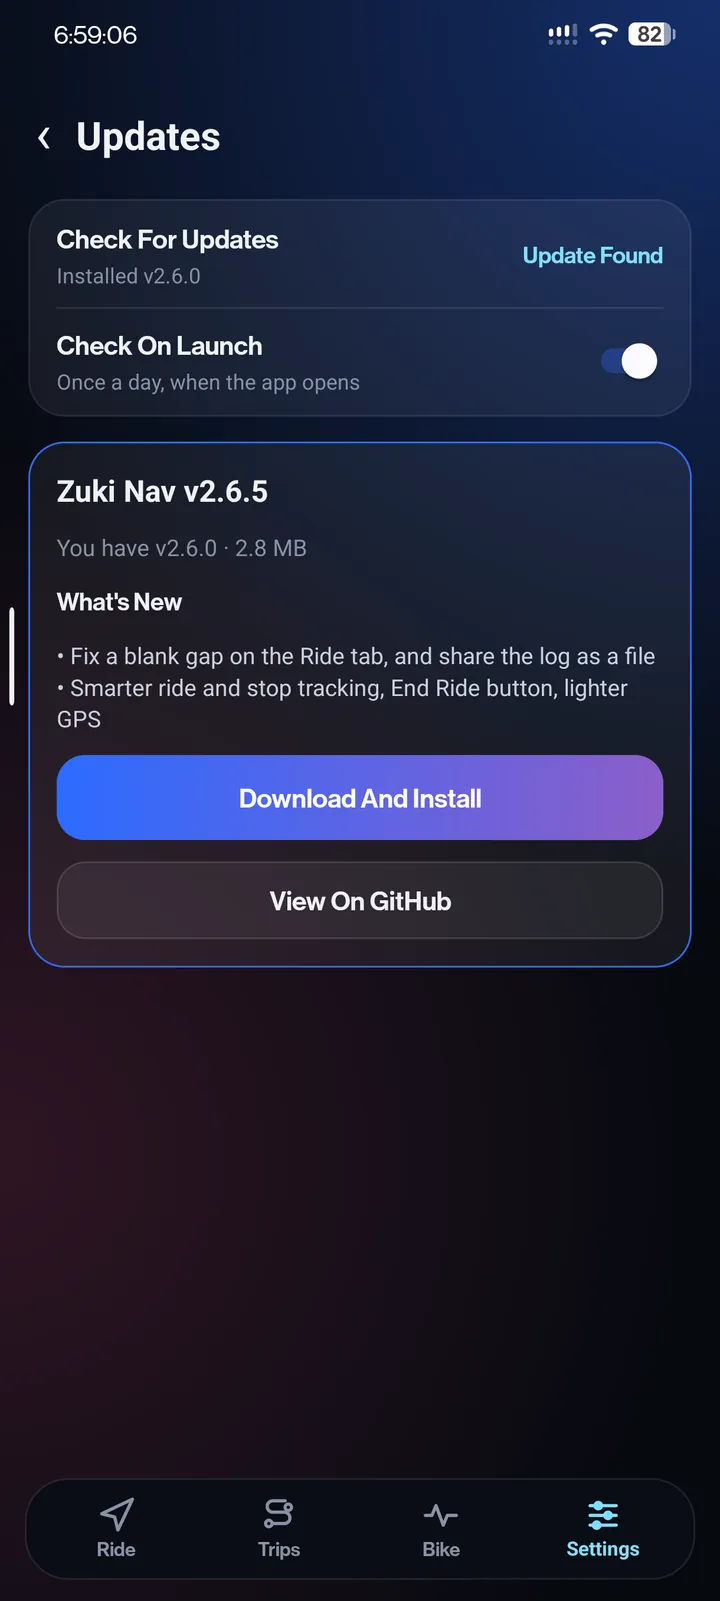 6:59:06
82
Updates
Check For Updates
Installed v2.6.0
Update Found
Check On Launch
Once a day, when the app opens
Zuki Nav v2.6.5
You have v2.6.0 · 2.8 MB
What's New
• Fix a blank gap on the Ride tab, and share the log as a file
• Smarter ride and stop tracking, End Ride button, lighter
GPS
Download And Install
View On GitHub
Ride
Trips
Bike
Settings